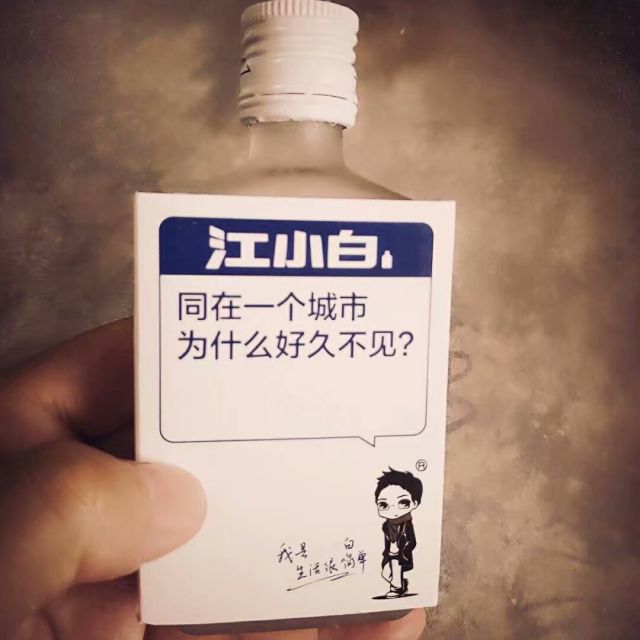 江小白
同在一个城市
为什么好久不见?
®
我是 白
生活很简单